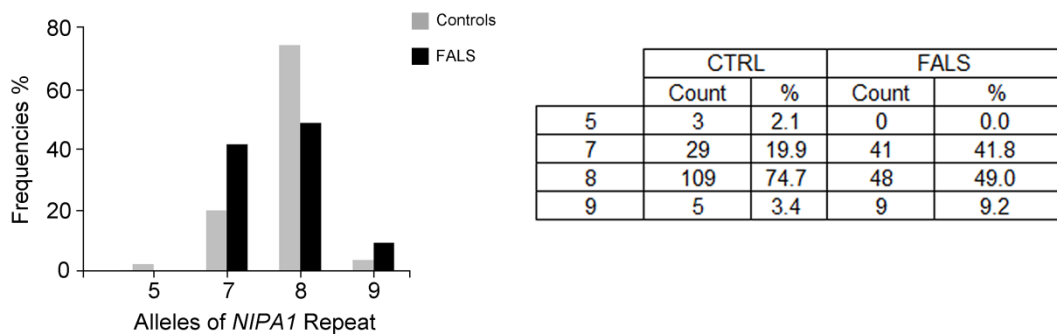 80
60
40
20
0
Frequencies %
5 7 8 9
Alleles of NIPA1 Repeat
Controls
FALS
CTRL FALS
Count % Count %
5 3 2.1 0 0.0
7 29 19.9 41 41.8
8 109 74.7 48 49.0
9 5 3.4 9 9.2